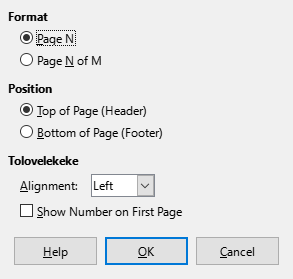 Format
Page N
Page N of M
Position
Top of Page (Header)
Bottom of Page (Footer)
Tolovelekeke
Alignment: Left
Show Number on First Page
Help OK Cancel